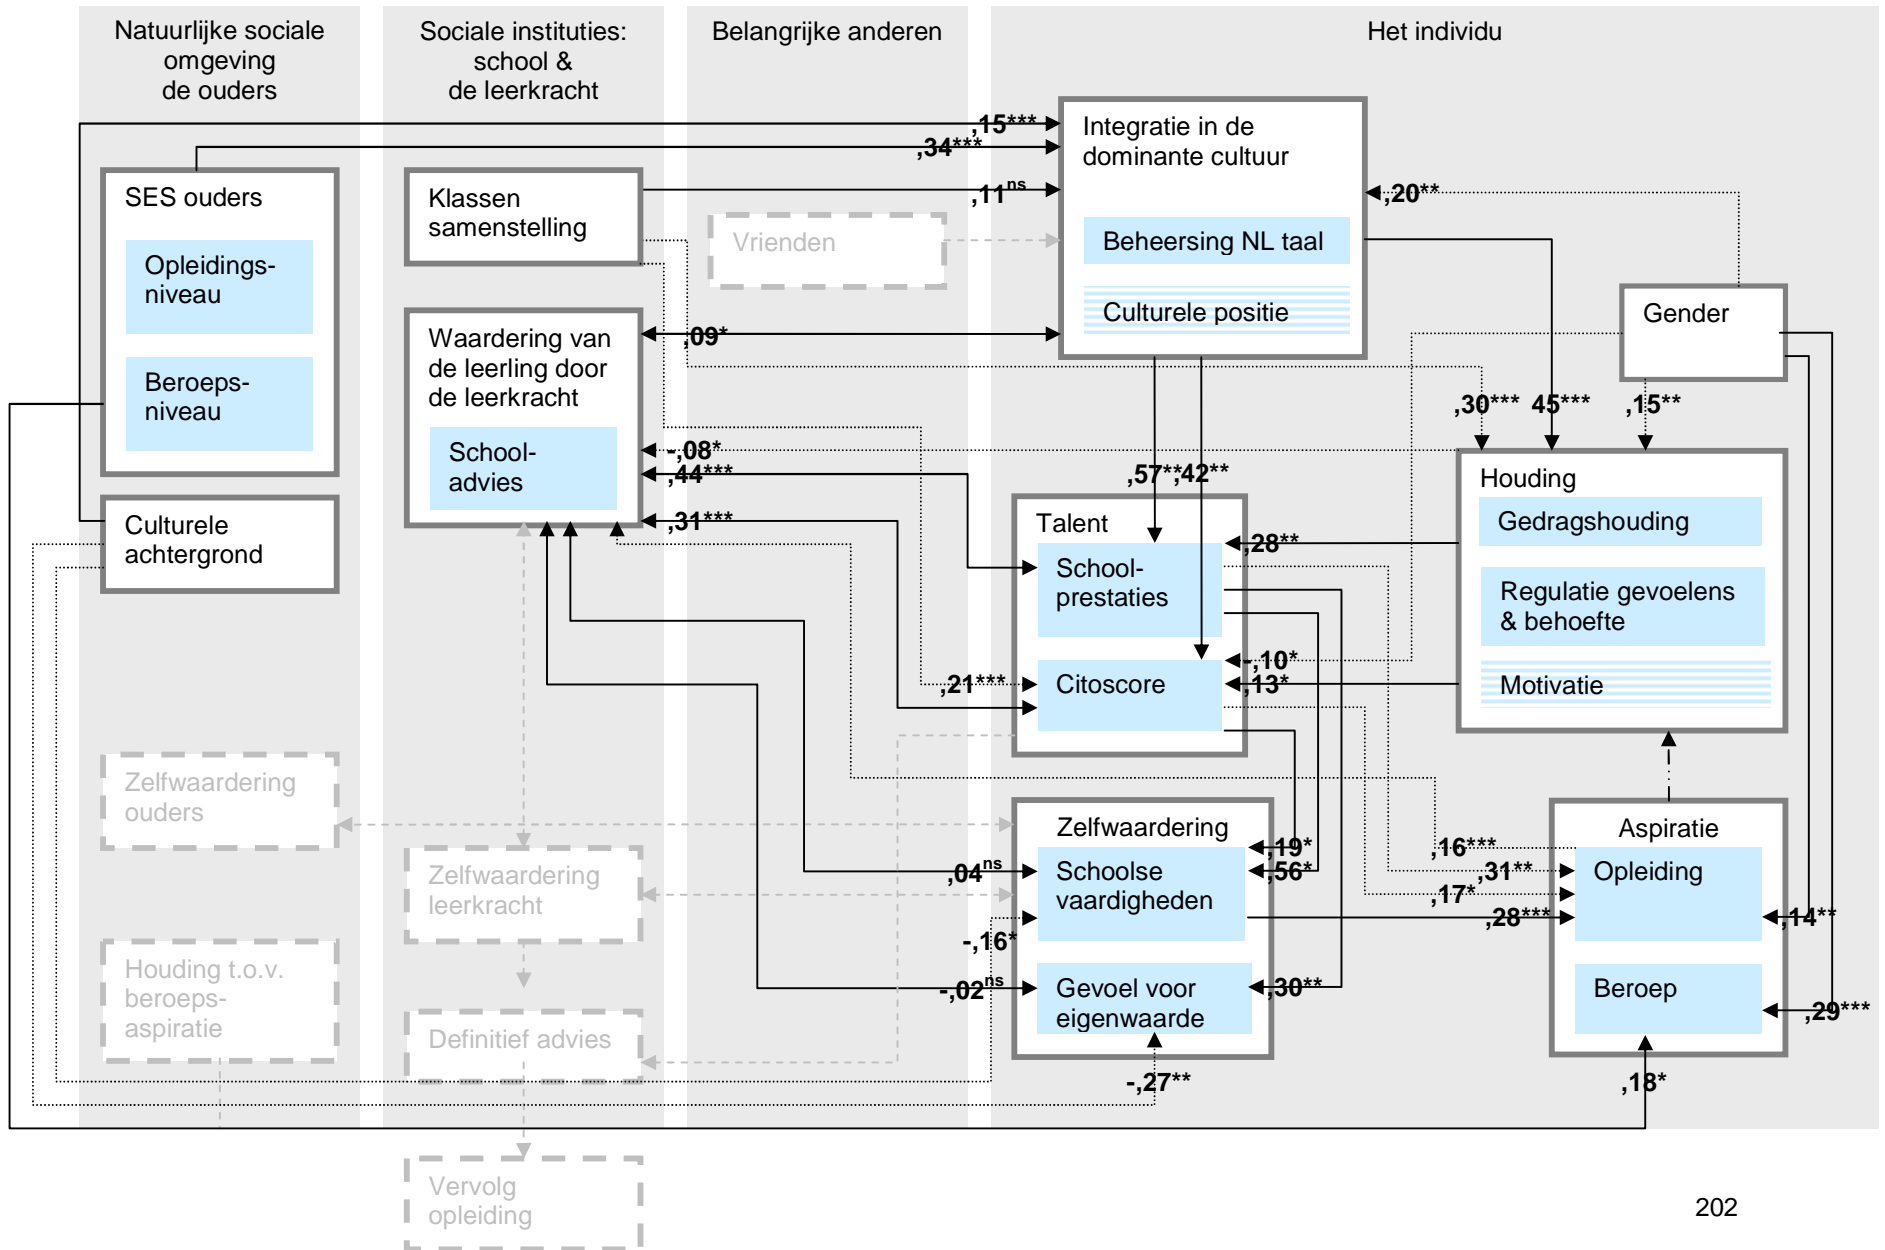 Natuurlijke sociale
omgeving
de ouders
Sociale instituties:
school &
de leerkracht
Belangrijke anderen
Het individu
,15***
,34***
,11ns
Integratie in de
dominante cultuur
Beheersing NL taal
Culturele positie
,20**
SES ouders
Opleidings-
niveau
Beroeps-
niveau
Klassen
samenstelling
Vrienden
Gender
Waardering van
de leerling door
de leerkracht
School-
advies
,09*
,30***
45***
,15**
-,08*
,44***
,31***
,57**
,42**
Culturele
achtergrond
Talent
School-
prestaties
Citoscore
,28**
-,10*
,13*
,21***
Houding
Gedragshouding
Regulatie gevoelens
& behoefte
Motivatie
Zelfwaardering
ouders
Zelfwaardering
leerkracht
Zelfwaardering
Schoolse
vaardigheden
Gevoel voor
eigenwaarde
,19*
,56*
,30**
,04ns
-,16*
-,02ns
,16***
,31**
,17*
,28***
Aspiratie
Opleiding
Beroep
,14**
,29***
Houding t.o.v.
beroeps-
aspiratie
Definitief advies
-,27**
,18*
Vervolg
opleiding
202